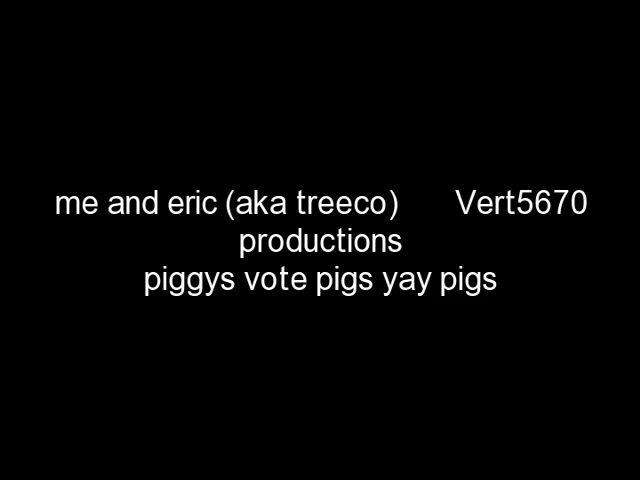 me and eric (aka treeco) Vert5670
productions
piggys vote pigs yay pigs